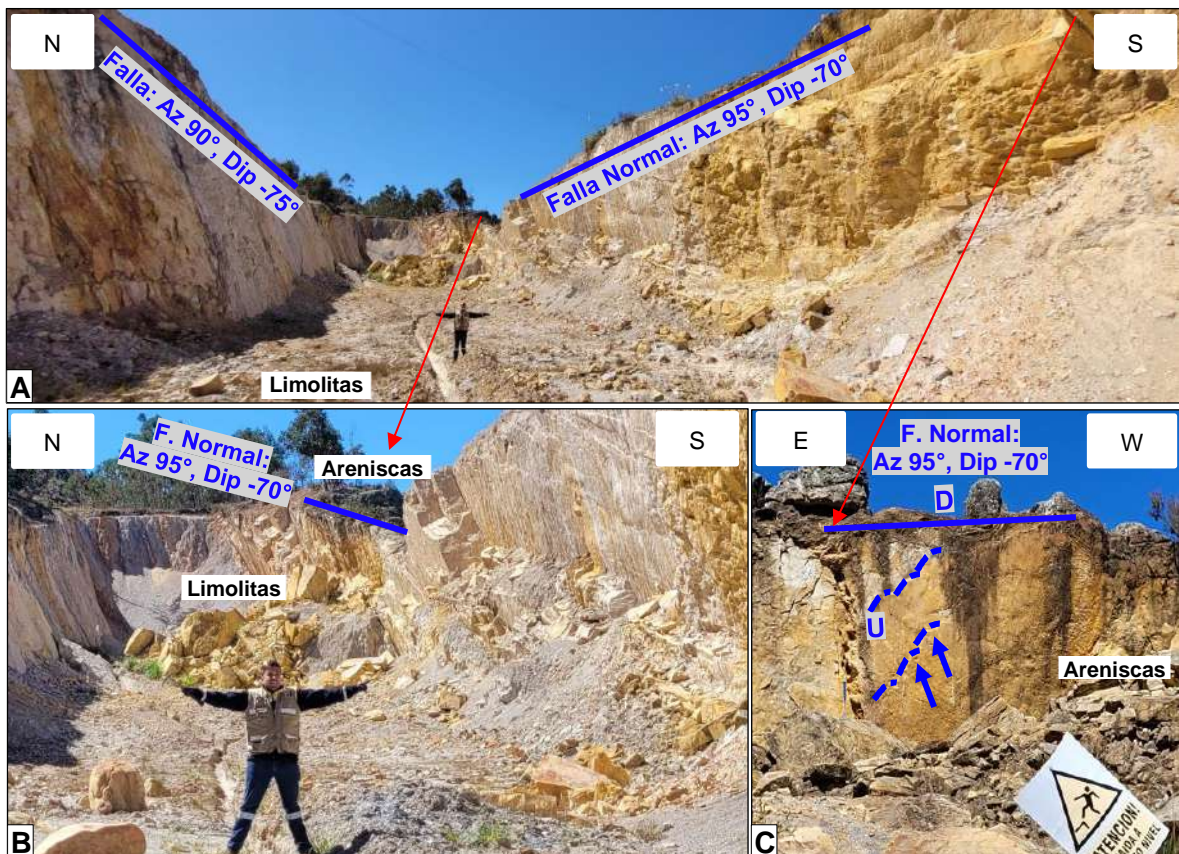 N
S
Falla: Az 90°, Dip -75°
Falla Normal: Az 95°, Dip -70°
Limolitas
A
N
S
F. Normal:
Az 95°, Dip -70°
Areniscas
Limolitas
B
E
W
F. Normal:
Az 95°, Dip -70°
D
U
Areniscas
ATENCION!
NIVEL
C